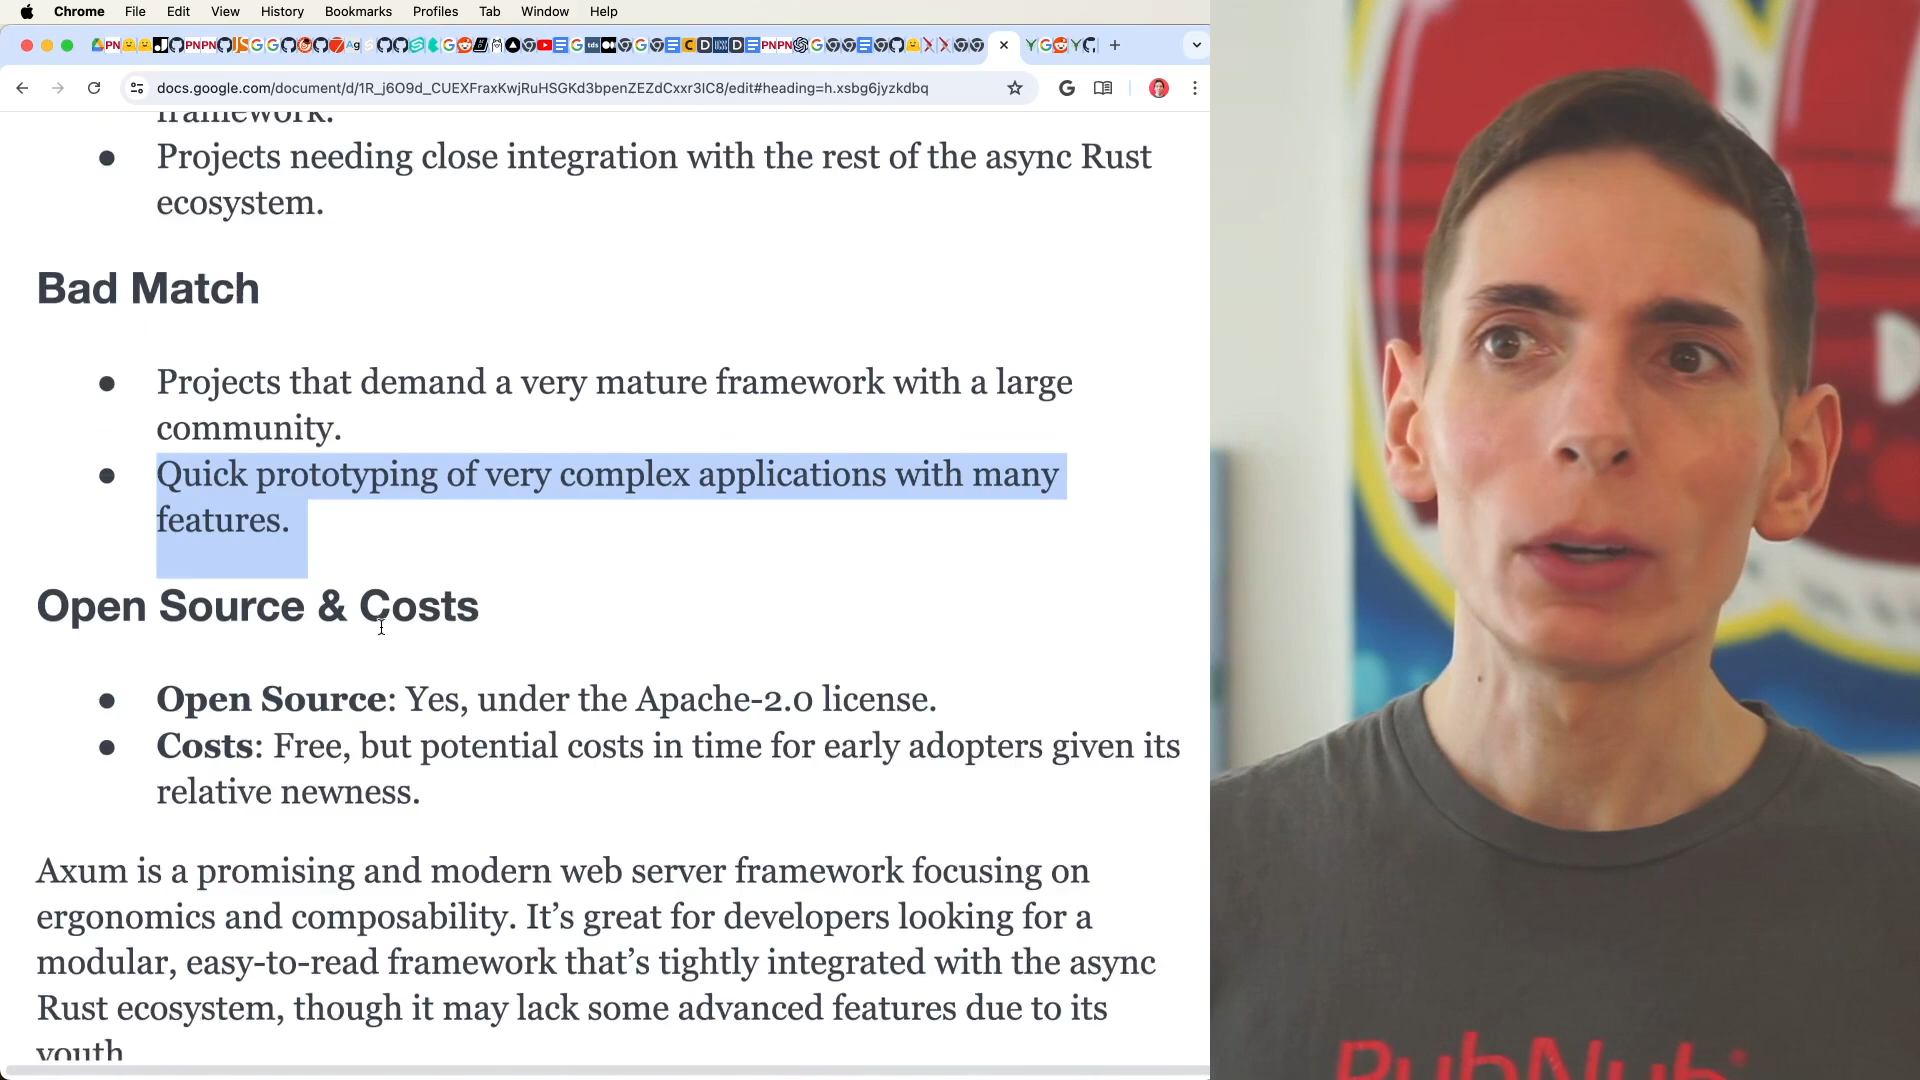 Chrome File Edit View History Bookmarks Profiles Tab Window Help
docs.google.com/document/d/1R_j6O9d_CUEXFraxKwjRuHSGKd3bpenZEZdCxxr3lC8/edit#heading=h.xsbg6jyzkdbq
framework.
● Projects needing close integration with the rest of the async Rust
ecosystem.
Bad Match
● Projects that demand a very mature framework with a large
community.
● Quick prototyping of very complex applications with many
features.
Open Source & Costs
● Open Source: Yes, under the Apache-2.0 license.
● Costs: Free, but potential costs in time for early adopters given its
relative newness.
Axum is a promising and modern web server framework focusing on
ergonomics and composability. It’s great for developers looking for a
modular, easy-to-read framework that’s tightly integrated with the async
Rust ecosystem, though it may lack some advanced features due to its
youth
PubNub